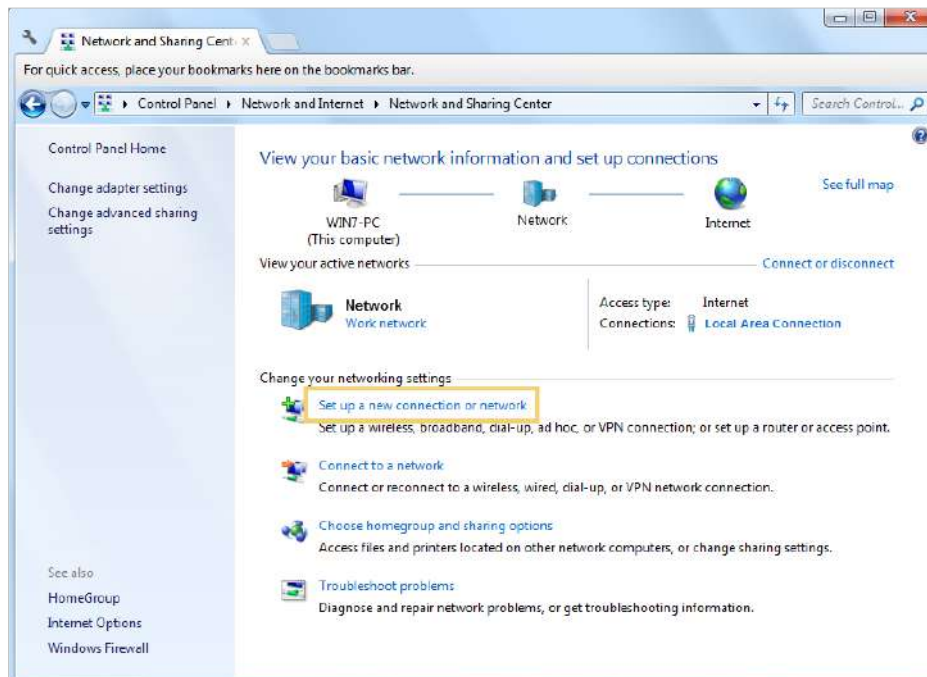 Network and Sharing Cent
For quick access, place your bookmarks here on the bookmarks bar.
Control Panel Network and Internet Network and Sharing Center
Search Control...
Control Panel Home
Change adapter settings
Change advanced sharing
settings
See also
HomeGroup
Internet Options
Windows Firewall
View your basic network information and set up connections
See full map
WIN7-PC
(This computer)
Network
Internet
View your active networks
Connect or disconnect
Network
Work network
Access type: Internet
Connections: Local Area Connection
Change your networking settings
Set up a new connection or network
Set up a wireless, broadband, dial-up, ad hoc, or VPN connection; or set up a router or access point.
Connect to a network
Connect or reconnect to a wireless, wired, dial-up, or VPN network connection.
Choose homegroup and sharing options
Access files and printers located on other network computers, or change sharing settings.
Troubleshoot problems
Diagnose and repair network problems, or get troubleshooting information.